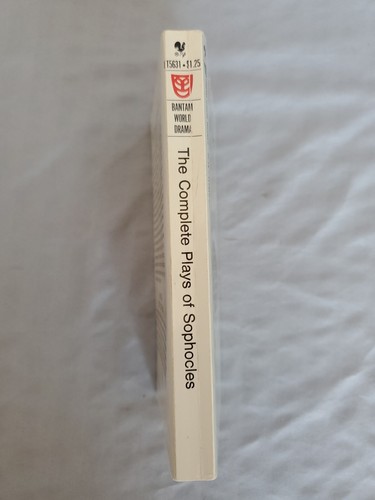 T5631 • $1.25
BANTAM
WORLD
DRAMA
The Complete Plays of Sophocles